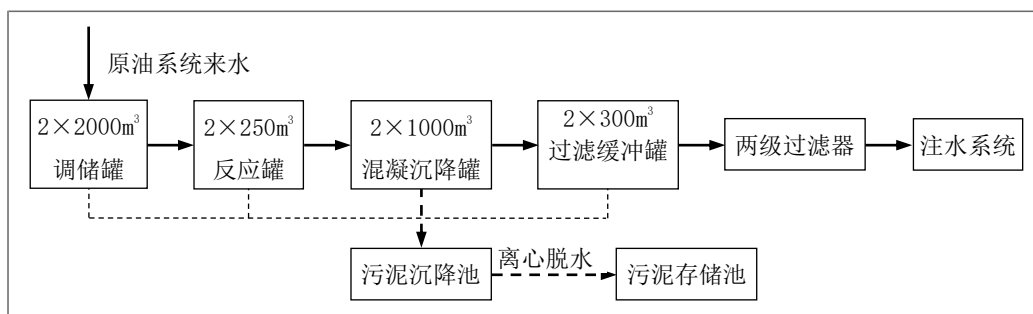 原油系统来水
2×2000m³
调储罐
2×250m³
反应罐
2×1000m³
混凝沉降罐
2×300m³
过滤缓冲罐
两级过滤器
注水系统
污泥沉降池
离心脱水
污泥存储池